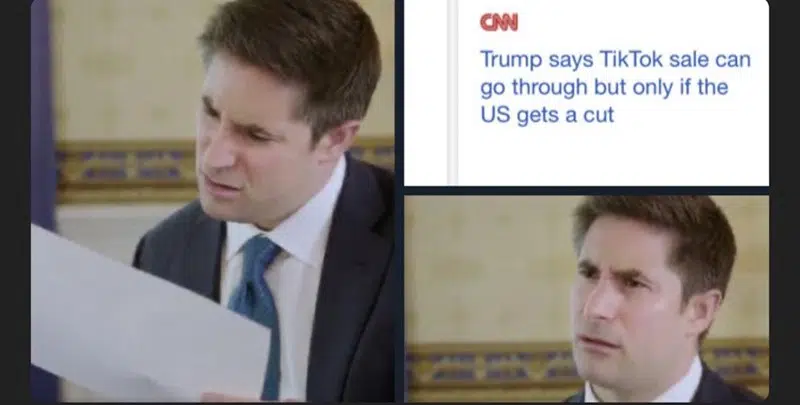 CNN
Trump says TikTok sale can
go through but only if the
US gets a cut